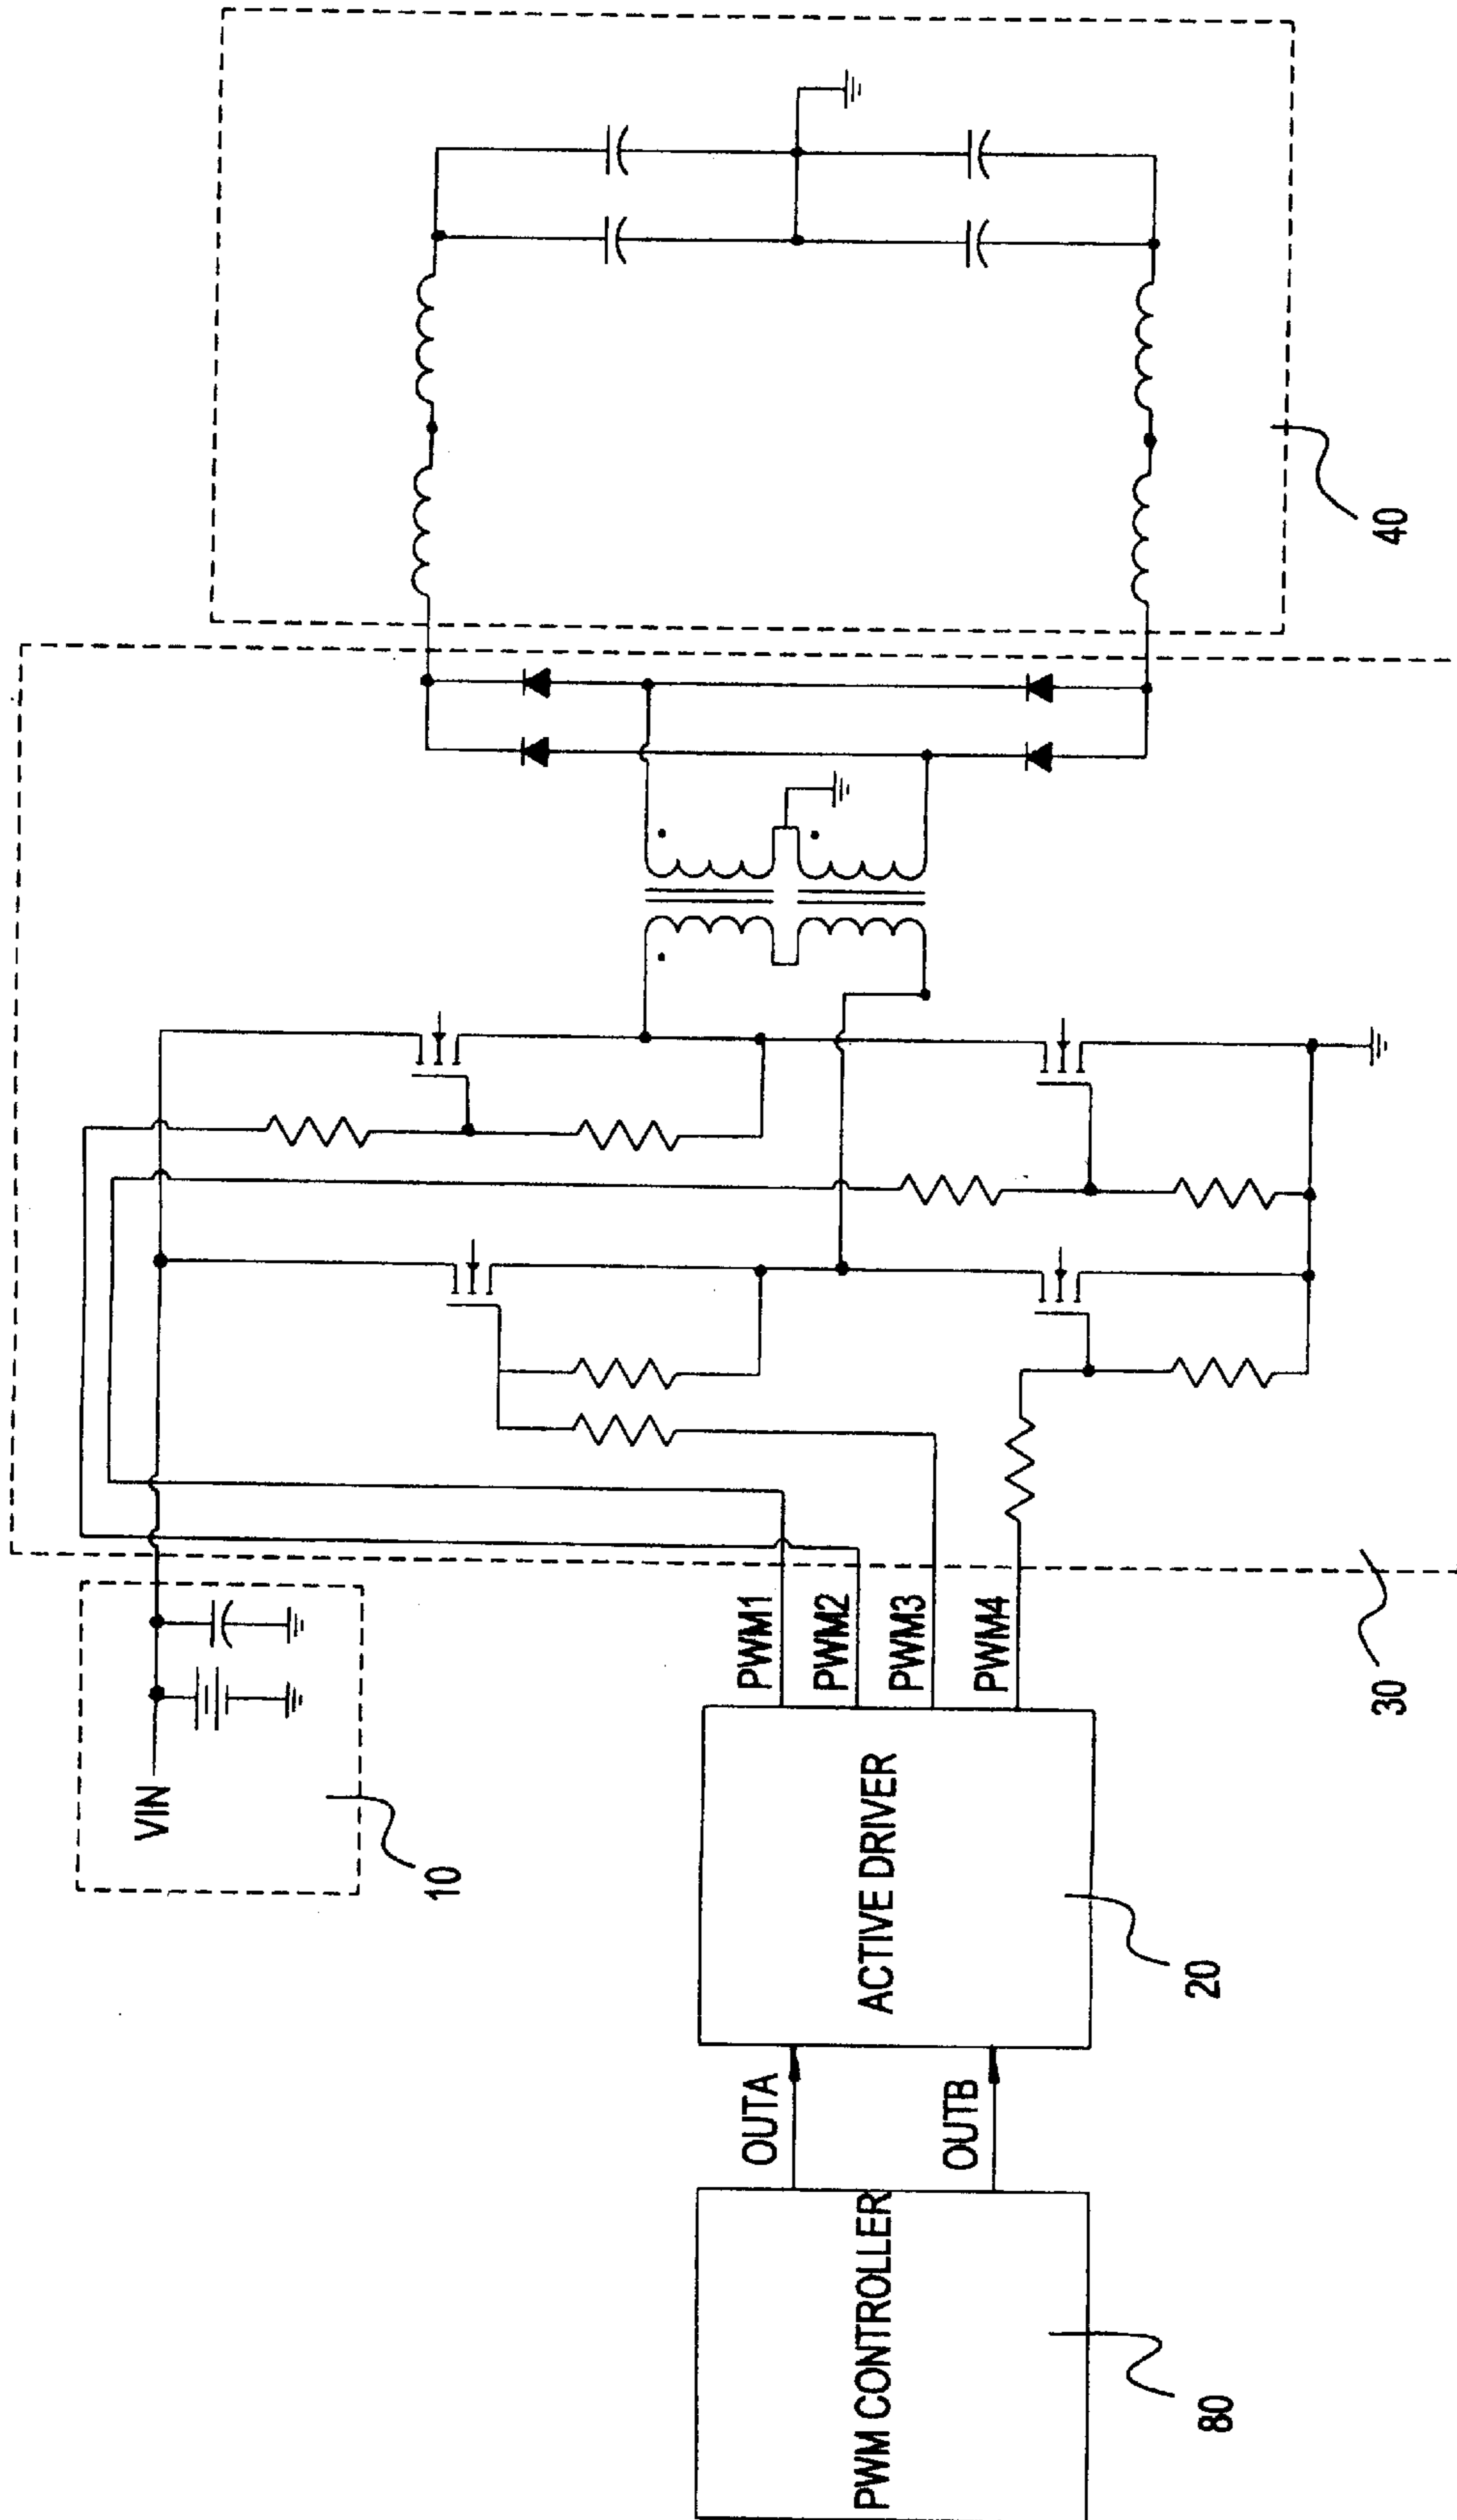 VIN
10
PWM CONTROLLER
80
OUTA
OUTB
ACTIVE DRIVER
20
PWM1
PWM2
PWM3
PWM4
30
40